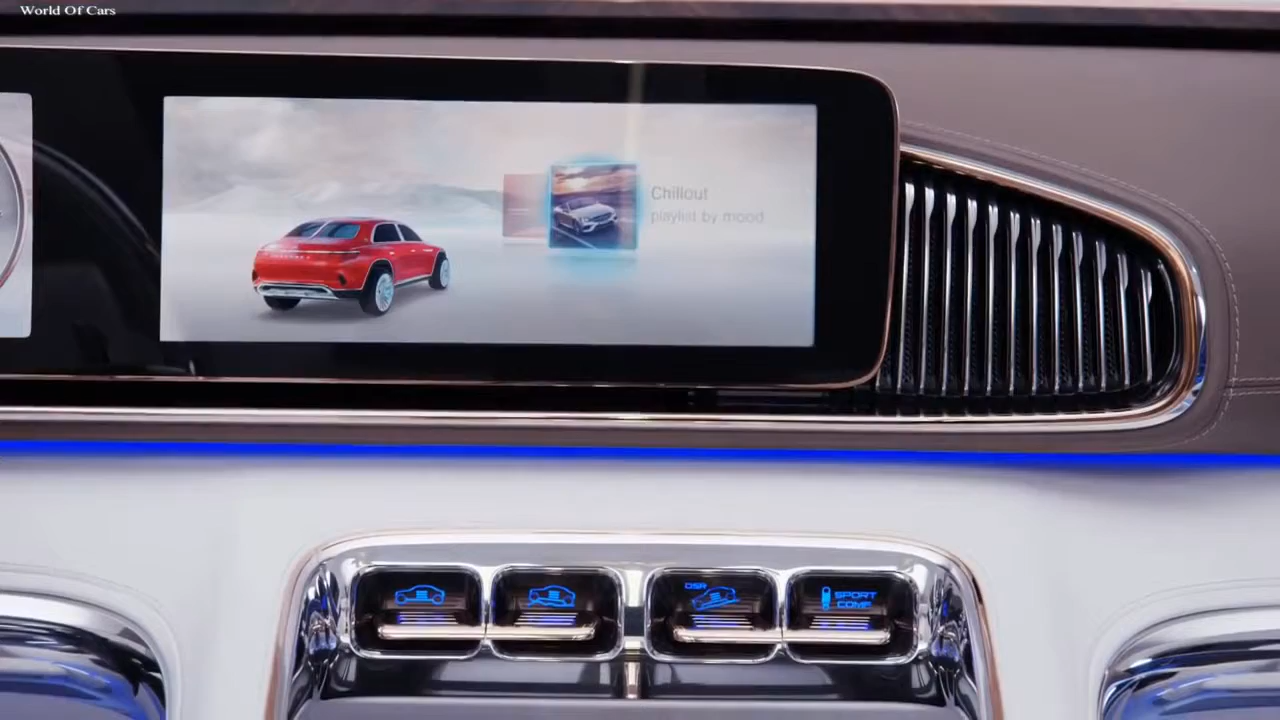 World Of Cars
Chillout
playlist by mood
DSR
SPORT
COMF